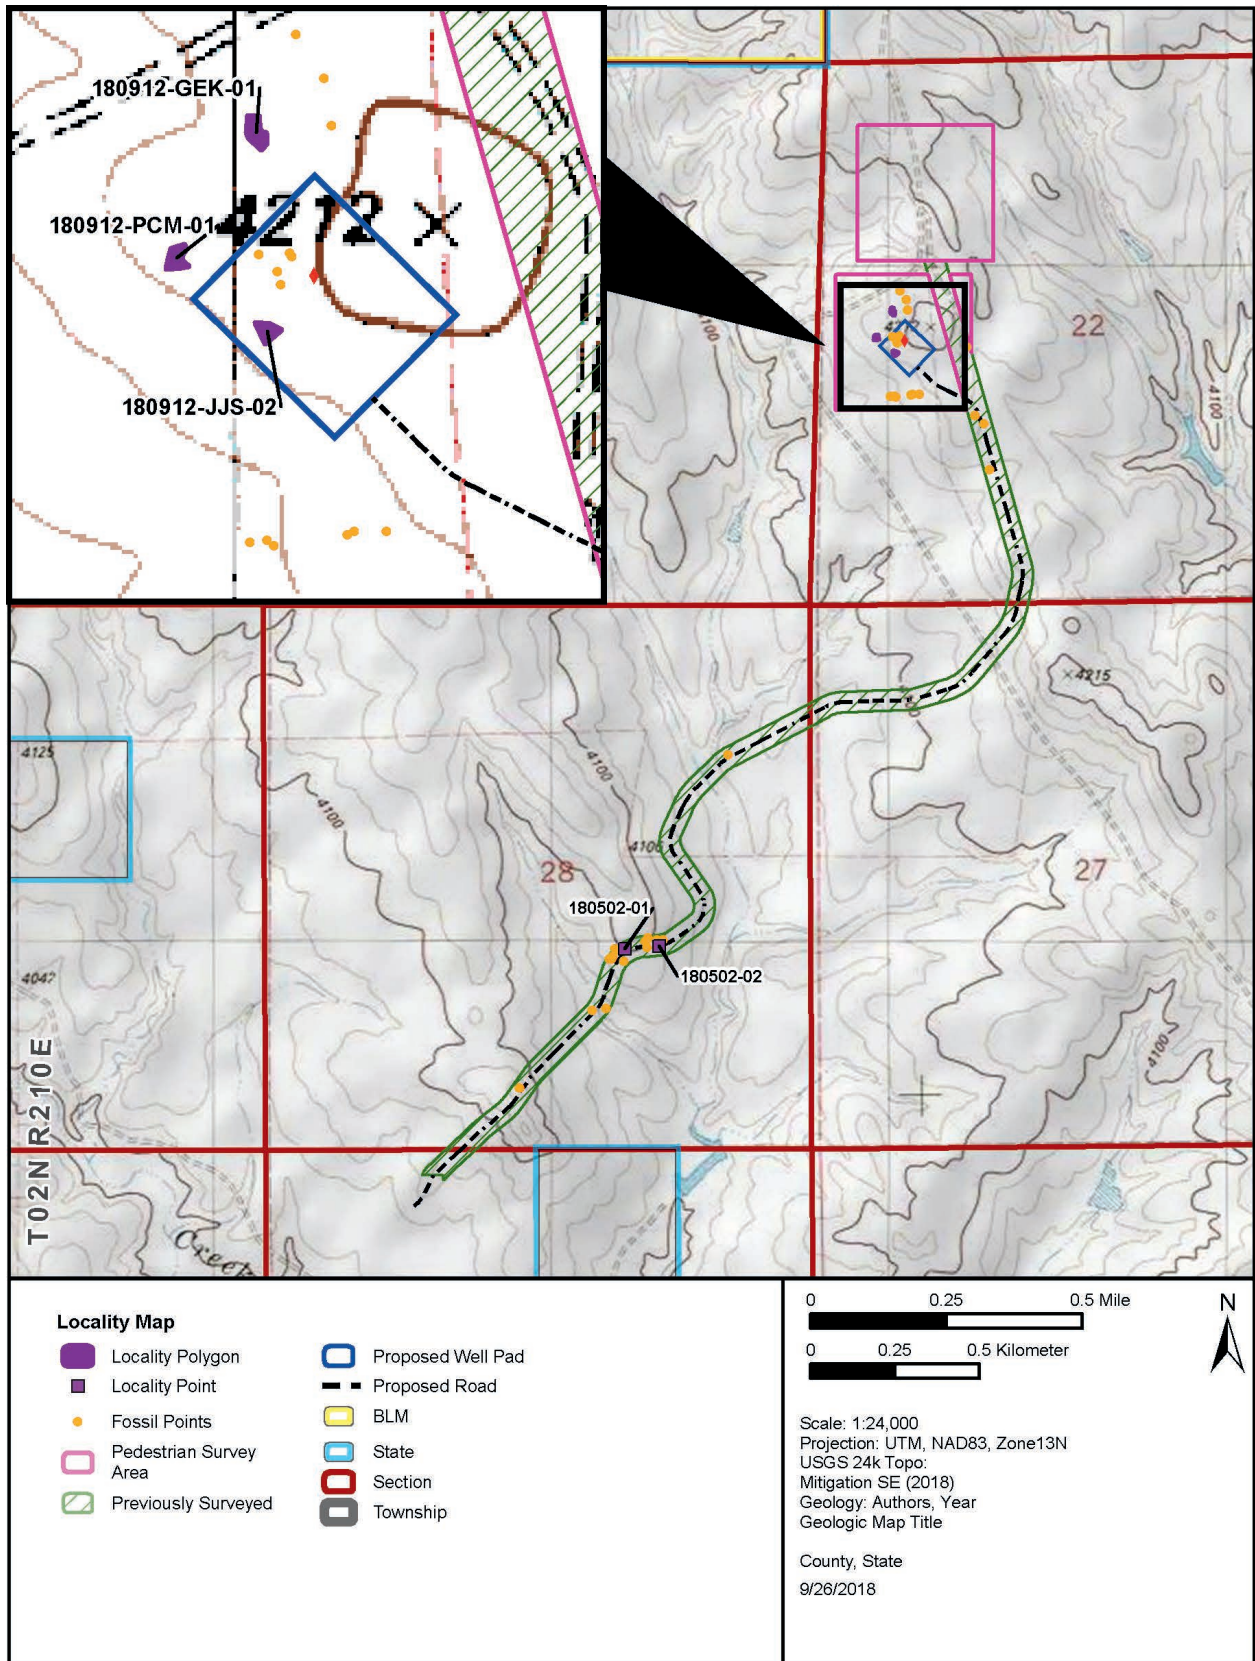 180912-GEK-01
180912-PCM-01
4212
180912-JJS-02
4100
22
4100
4215
4125
4100
4100
4106
28
27
180502-01
180502-02
4047
4100
T02N R210E
Creek
Locality Map
Locality Polygon
Locality Point
Fossil Points
Pedestrian Survey
Area
Previously Surveyed
Proposed Well Pad
Proposed Road
BLM
State
Section
Township
0 0.25 0.5 Mile
0 0.25 0.5 Kilometer
N
Scale: 1:24,000
Projection: UTM, NAD83, Zone13N
USGS 24k Topo:
Mitigation SE (2018)
Geology: Authors, Year
Geologic Map Title
County, State
9/26/2018